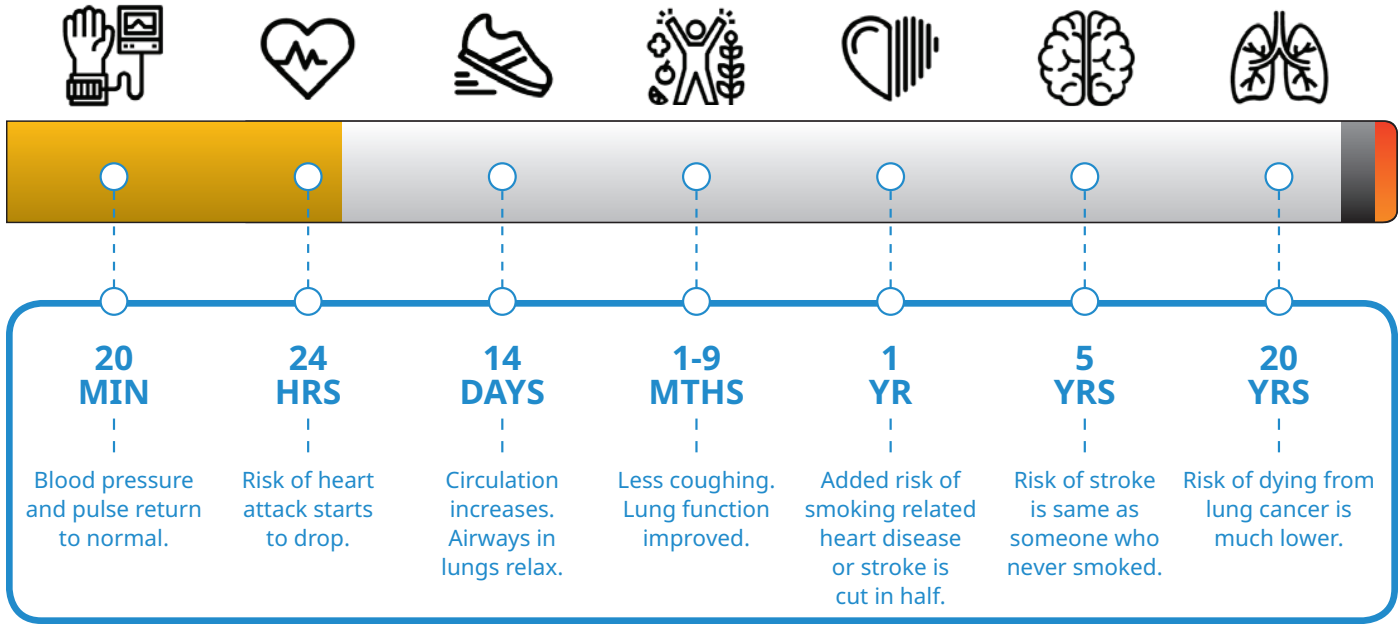 20
MIN
Blood pressure
and pulse return
to normal.
24
HRS
Risk of heart
attack starts
to drop.
14
DAYS
Circulation
increases.
Airways in
lungs relax.
1-9
MTHS
Less coughing.
Lung function
improved.
1
YR
Added risk of
smoking related
heart disease
or stroke is
cut in half.
5
YRS
Risk of stroke
is same as
someone who
never smoked.
20
YRS
Risk of dying from
lung cancer is
much lower.